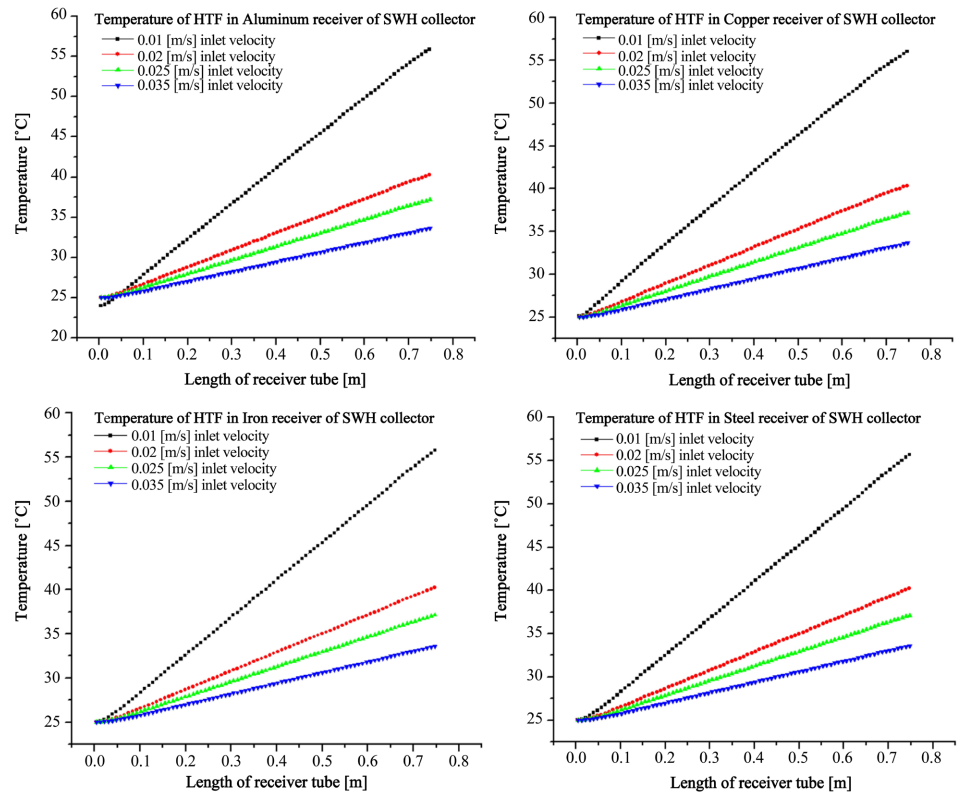 Temperature of HTF in Aluminum receiver of SWH collector
0.01 [m/s] inlet velocity
0.02 [m/s] inlet velocity
0.025 [m/s] inlet velocity
0.035 [m/s] inlet velocity
Temperature [°C]
60
55
50
45
40
35
30
25
20
0.0 0.1 0.2 0.3 0.4 0.5 0.6 0.7 0.8
Length of receiver tube [m]
Temperature of HTF in Copper receiver of SWH collector
0.01 [m/s] inlet velocity
0.02 [m/s] inlet velocity
0.025 [m/s] inlet velocity
0.035 [m/s] inlet velocity
Temperature [°C]
60
55
50
45
40
35
30
25
0.0 0.1 0.2 0.3 0.4 0.5 0.6 0.7 0.8
Length of receiver tube [m]
Temperature of HTF in Iron receiver of SWH collector
0.01 [m/s] inlet velocity
0.02 [m/s] inlet velocity
0.025 [m/s] inlet velocity
0.035 [m/s] inlet velocity
Temperature [°C]
60
55
50
45
40
35
30
25
0.0 0.1 0.2 0.3 0.4 0.5 0.6 0.7 0.8
Length of receiver tube [m]
Temperature of HTF in Steel receiver of SWH collector
0.01 [m/s] inlet velocity
0.02 [m/s] inlet velocity
0.025 [m/s] inlet velocity
0.035 [m/s] inlet velocity
Temperature [°C]
60
55
50
45
40
35
30
25
0.0 0.1 0.2 0.3 0.4 0.5 0.6 0.7 0.8
Length of receiver tube [m]